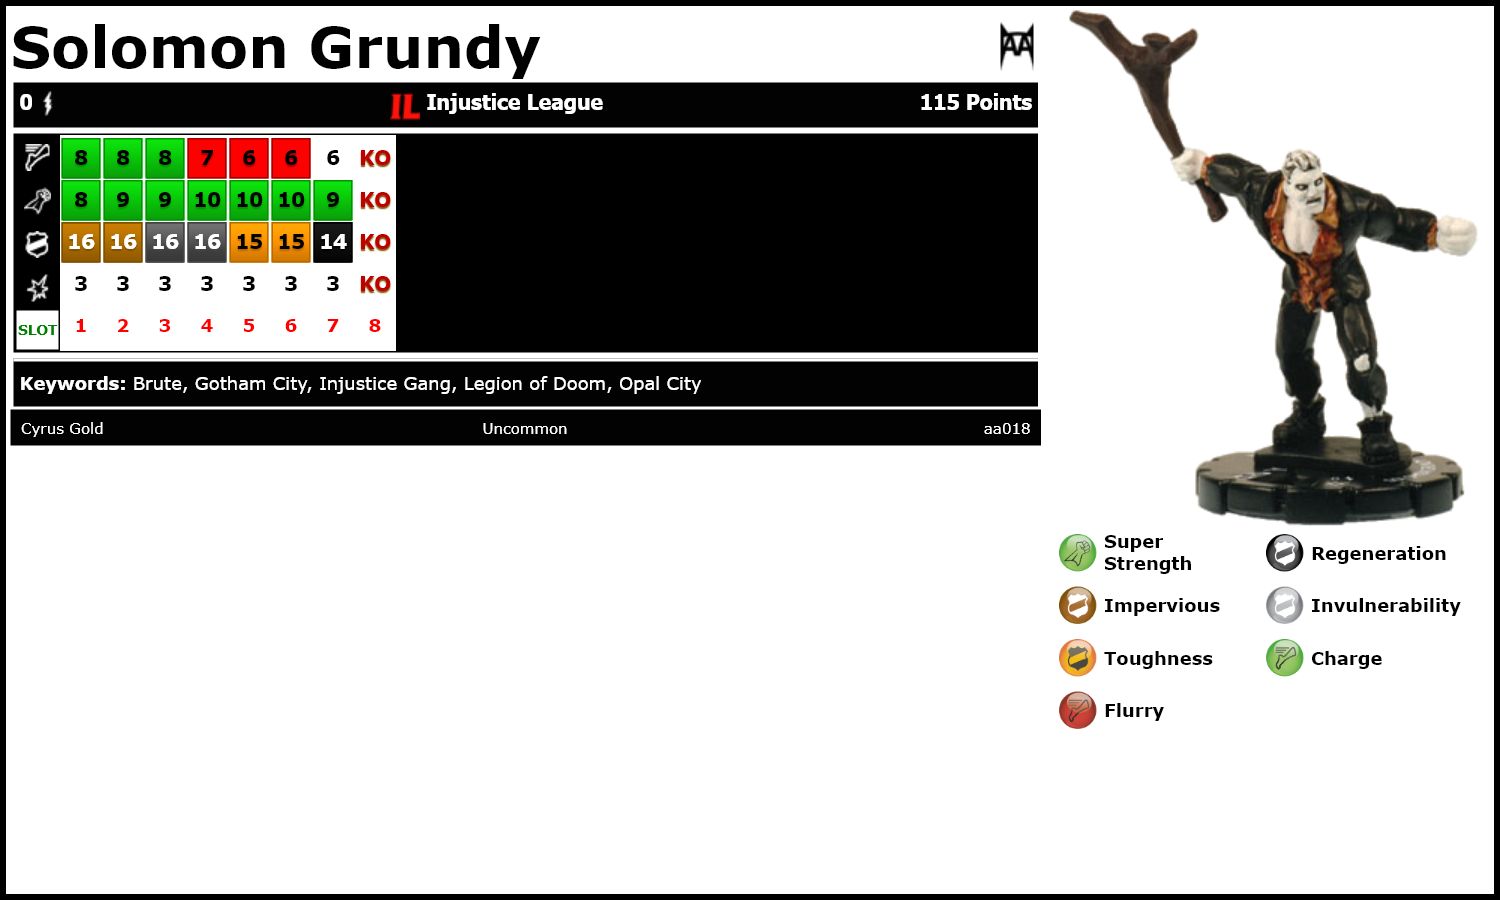 Solomon Grundy
AA
0 IL Injustice League 115 Points
8 8 8 7 6 6 6 KO
8 9 9 10 10 10 9 KO
16 16 16 16 15 15 14 KO
3 3 3 3 3 3 3 KO
SLOT 1 2 3 4 5 6 7 8
Keywords: Brute, Gotham City, Injustice Gang, Legion of Doom, Opal City
Cyrus Gold Uncommon aa018
Super Strength
Regeneration
Impervious
Invulnerability
Toughness
Charge
Flurry